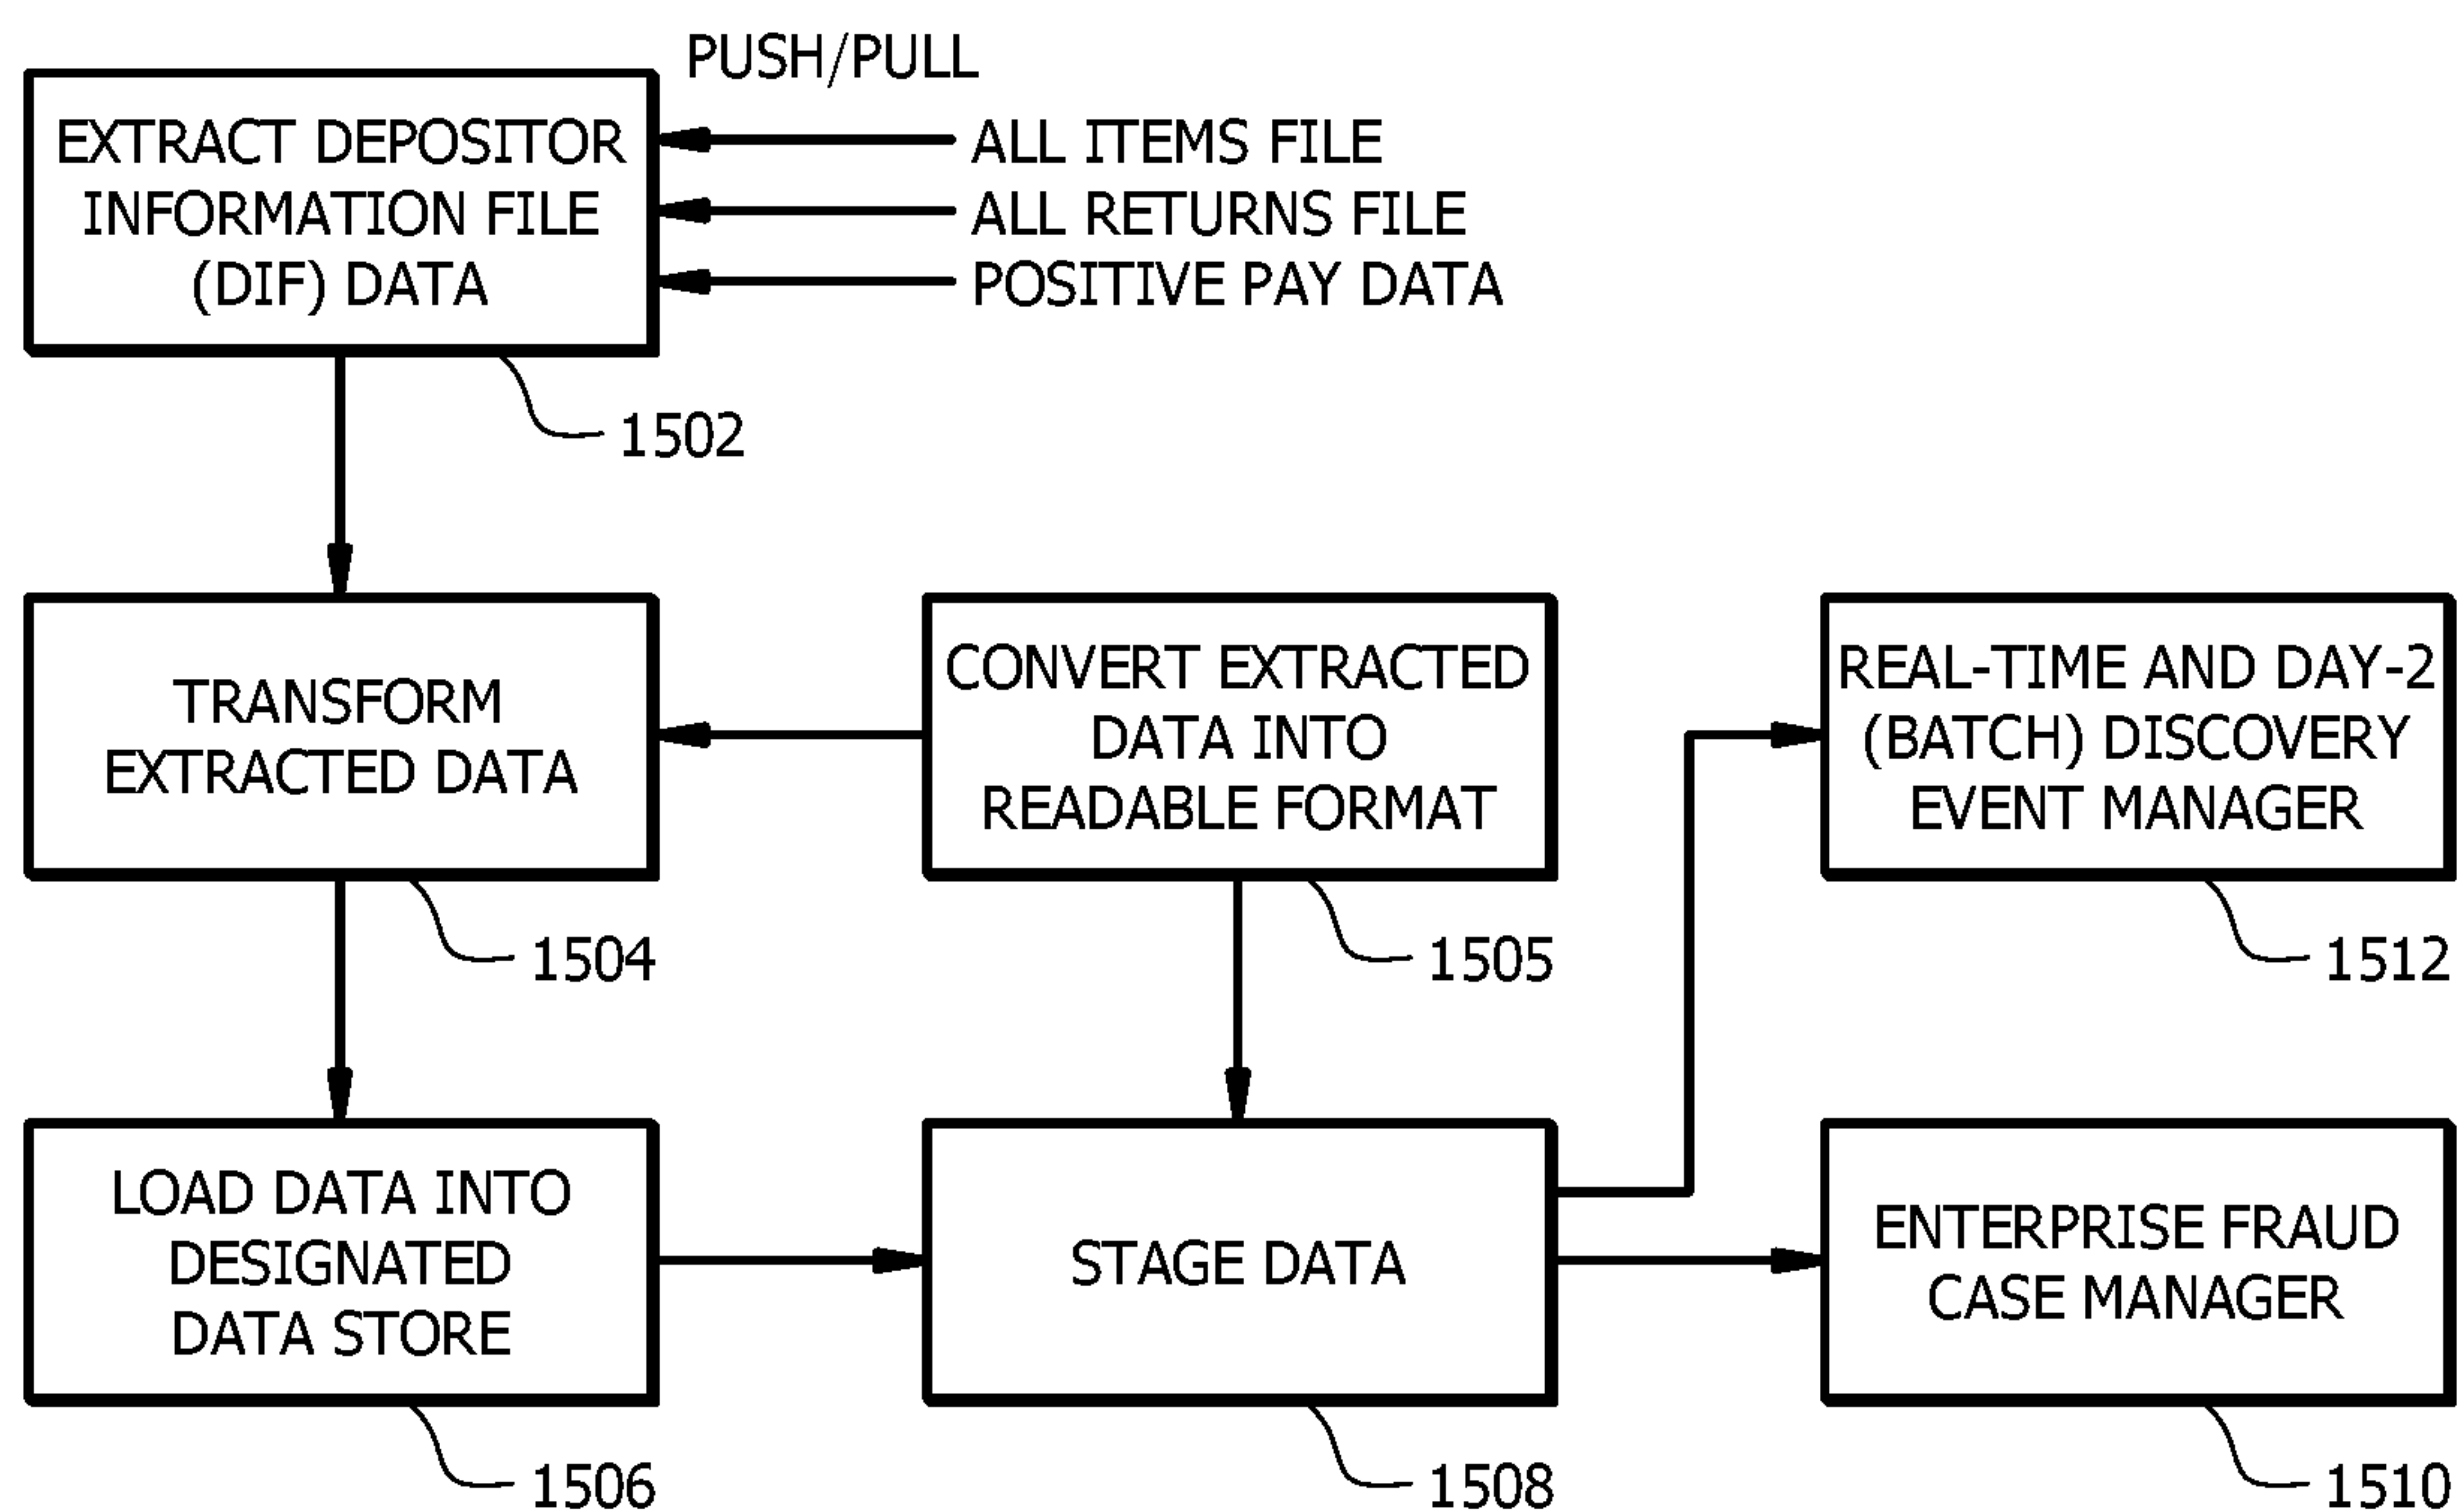 PUSH/PULL
EXTRACT DEPOSITOR
INFORMATION FILE
(DIF) DATA
ALL ITEMS FILE
ALL RETURNS FILE
POSITIVE PAY DATA
1502
TRANSFORM
EXTRACTED DATA
1504
CONVERT EXTRACTED
DATA INTO
READABLE FORMAT
1505
REAL-TIME AND DAY-2
(BATCH) DISCOVERY
EVENT MANAGER
1512
LOAD DATA INTO
DESIGNATED
DATA STORE
1506
STAGE DATA
1508
ENTERPRISE FRAUD
CASE MANAGER
1510